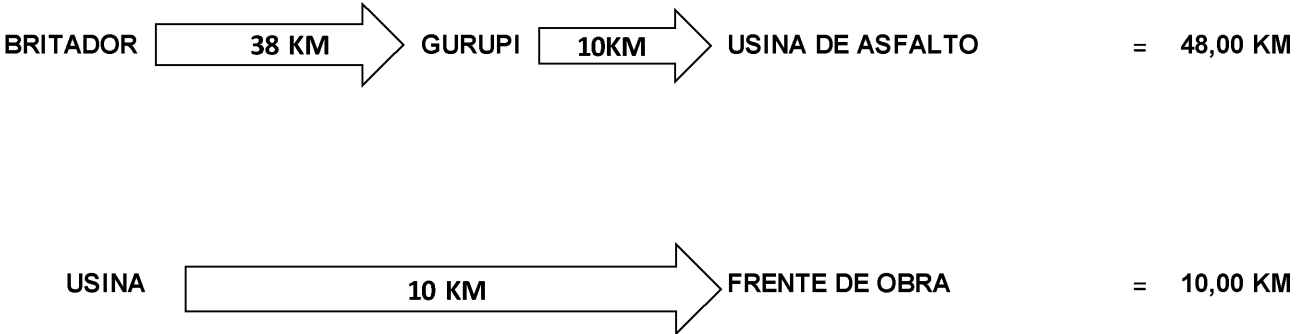 BRITADOR 38 KM GURUPI 10KM USINA DE ASFALTO = 48,00 KM
USINA 10 KM FRENTE DE OBRA = 10,00 KM